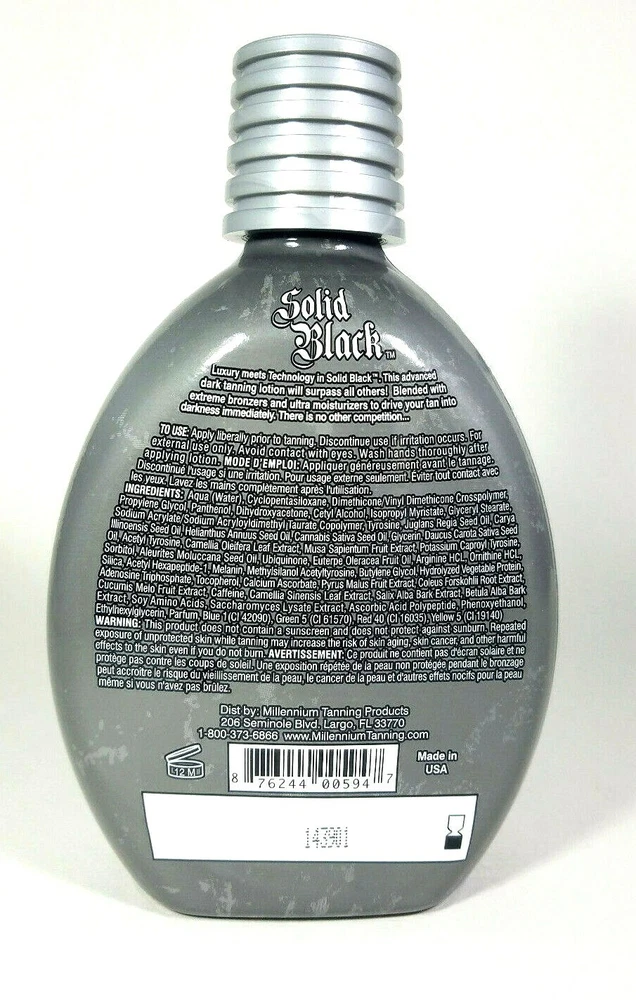 Solid
Black™
Luxury meets Technology in Solid Black™. This advanced
dark tanning lotion will surpass all others! Blended with
extreme bronzers and ultra moisturizers to drive your tan into
darkness immediately. There is no other competition...
TO USE: Apply liberally prior to tanning. Discontinue use if irritation occurs. For
external use only. Avoid contact with eyes. Wash hands thoroughly after
applying lotion. MODE D'EMPLOI: Appliquer généreusement avant le tannage.
Discontinué l'usage si une irritation. Pour usage externe seulement. Éviter tout contact avec
les yeux. Lavez les mains complètement après l'utilisation.
INGREDIENTS: Aqua (Water), Cyclopentasiloxane, Dimethicone/Vinyl Dimethicone Crosspolymer,
Propylene Glycol, Panthenol, Dihydroxyacetone, Cetyl Alcohol, Isopropyl Myristate, Glyceryl Stearate,
Sodium Acrylate/Sodium Acryloyldimethyl Taurate Copolymer, Tyrosine, Juglans Regia Seed Oil, Carya
Illinoensis Seed Oil, Helianthus Annuus Seed Oil, Cannabis Sativa Seed Oil, Glycerin, Daucus Carota Sativa Seed
Oil, Acetyl Tyrosine, Camellia Oleifera Leaf Extract, Musa Sapientum Fruit Extract, Potassium Caproyl Tyrosine,
Sorbitol, Aleurites Moluccana Seed Oil, Ubiquinone, Euterpe Oleracea Fruit Oil, Arginine HCL, Ornithine HCL,
Silica, Acetyl Hexapeptide-1, Melanin, Methylsilanol Acetyltyrosine, Butylene Glycol, Hydrolyzed Vegetable Protein,
Adenosine Triphosphate, Tocopherol, Calcium Ascorbate, Pyrus Malus Fruit Extract, Coleus Forskohlii Root Extract,
Cucumis Melo Fruit Extract, Caffeine, Camellia Sinensis Leaf Extract, Salix Alba Bark Extract, Betula Alba Bark
Extract, Soy Amino Acids, Saccharomyces Lysate Extract, Ascorbic Acid Polypeptide, Phenoxyethanol,
Ethylhexylglycerin, Parfum, Blue 1(CI 42090), Green 5 (CI 61570), Red 40 (CI 16035), Yellow 5 (CI 19140)
WARNING: This product does not contain a sunscreen and does not protect against sunburn. Repeated
exposure of unprotected skin while tanning may increase the risk of skin aging, skin cancer, and other harmful
effects to the skin even if you do not burn. AVERTISSEMENT: Ce produit ne contient pas d'écran solaire et ne
protège pas contre les coups de soleil. Une exposition répétée de la peau non protégée pendant le bronzage
peut accroitre le risque du vieillissement de la peau, le cancer de la peau et d'autres effets nocifs pour la peau
même si vous n'avez pas brûlez.
Dist by: Millennium Tanning Products
206 Seminole Blvd. Largo, FL 33770
1-800-373-6866 www.MillenniumTanning.com
12 M
8 76244 00594 7
Made in
USA
143901